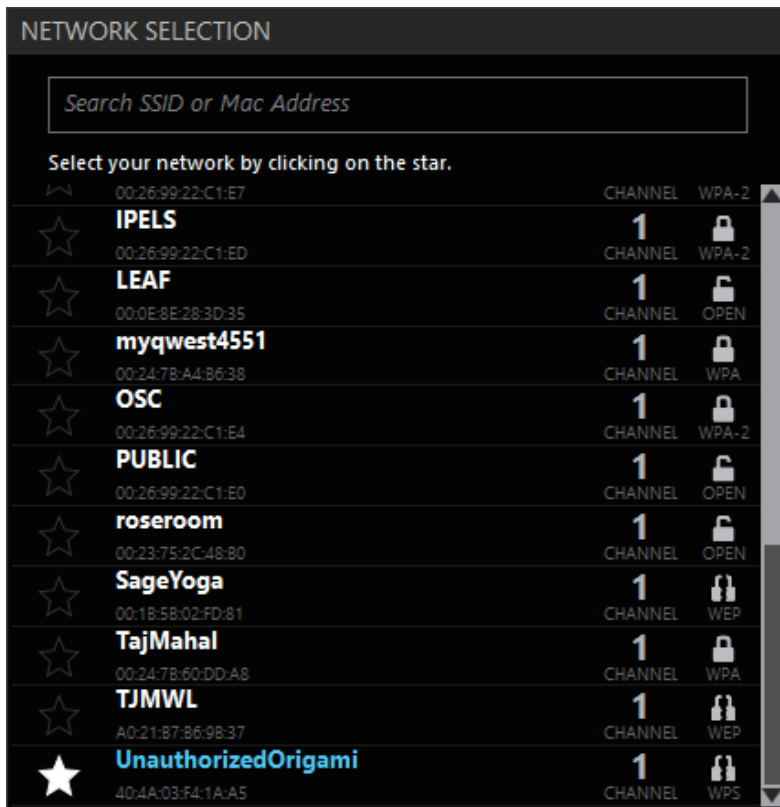 NETWORK SELECTION
Search SSID or Mac Address
Select your network by clicking on the star.
00:26:99:22:C1:E7 CHANNEL WPA-2
IPELS 1
00:26:99:22:C1:ED CHANNEL WPA-2
LEAF 1
00:0E:8E:28:3D:35 CHANNEL OPEN
myqwest4551 1
00:24:7B:A4:B6:38 CHANNEL WPA
OSC 1
00:26:99:22:C1:E4 CHANNEL WPA-2
PUBLIC 1
00:26:99:22:C1:E0 CHANNEL OPEN
roseroom 1
00:23:75:2C:48:B0 CHANNEL OPEN
SageYoga 1
00:1B:5B:02:FD:81 CHANNEL WEP
TajMahal 1
00:24:7B:60:DD:A8 CHANNEL WPA
TJMWL 1
A0:21:B7:B6:9B:37 CHANNEL WEP
UnauthorizedOrigami 1
40:4A:03:F4:1A:A5 CHANNEL WPS